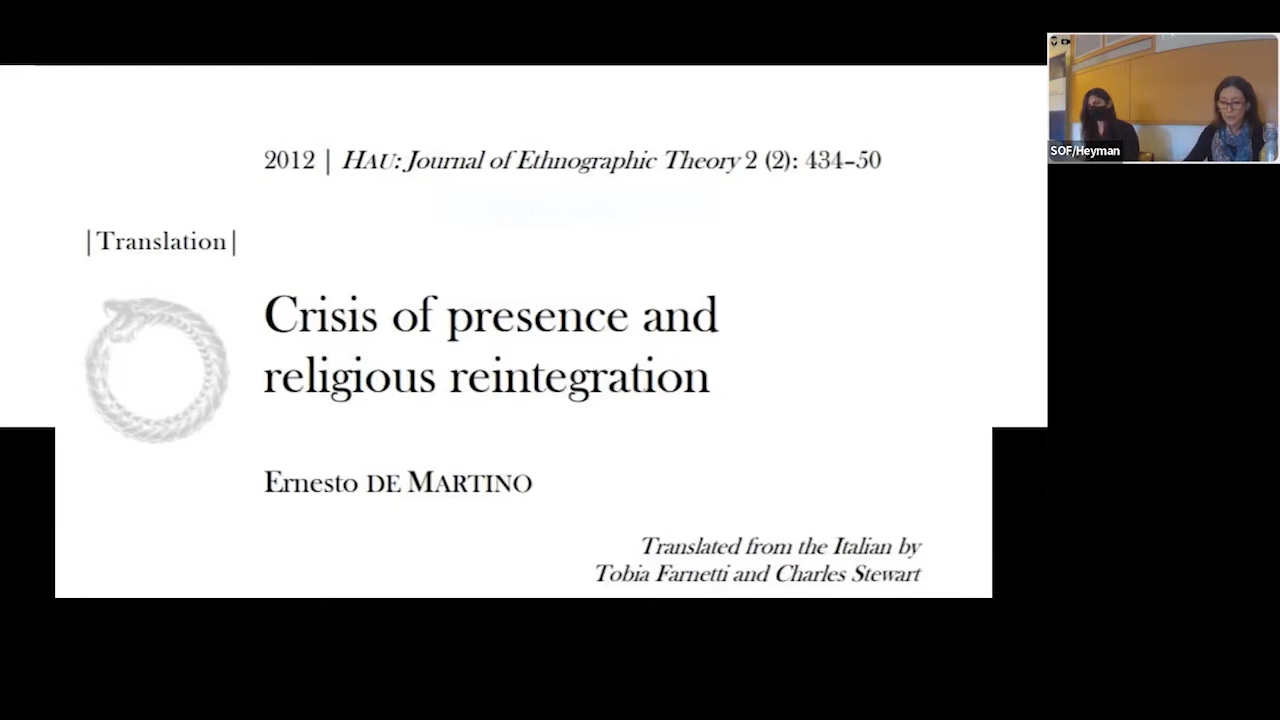 2012 | HAU: Journal of Ethnographic Theory 2 (2): 434–50
|Translation|
Crisis of presence and
religious reintegration
Ernesto DE MARTINO
Translated from the Italian by
Tobia Farnetti and Charles Stewart
SOF/Heyman